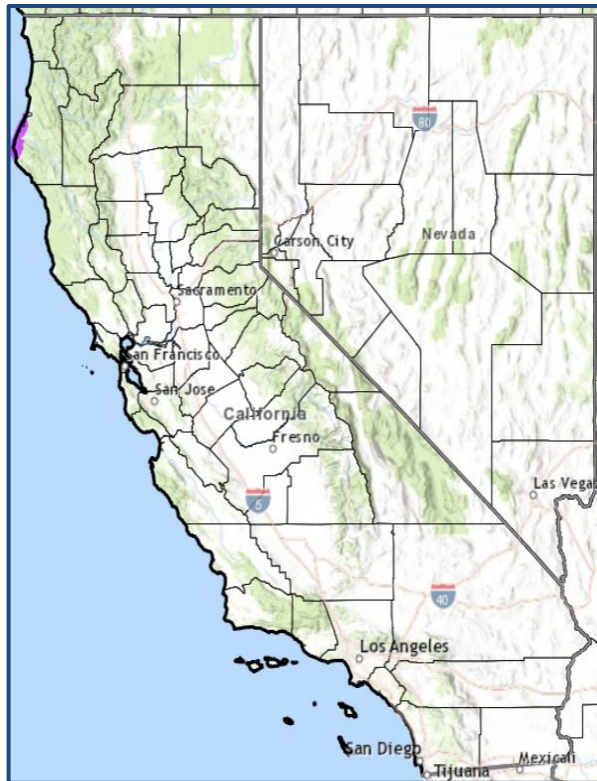 80
Carson City
Nevada
Sacramento
San Francisco
San Jose
California
Fresno
Las Vegas
5
40
Los Angeles
San Diego
Tijuana
Mexicali